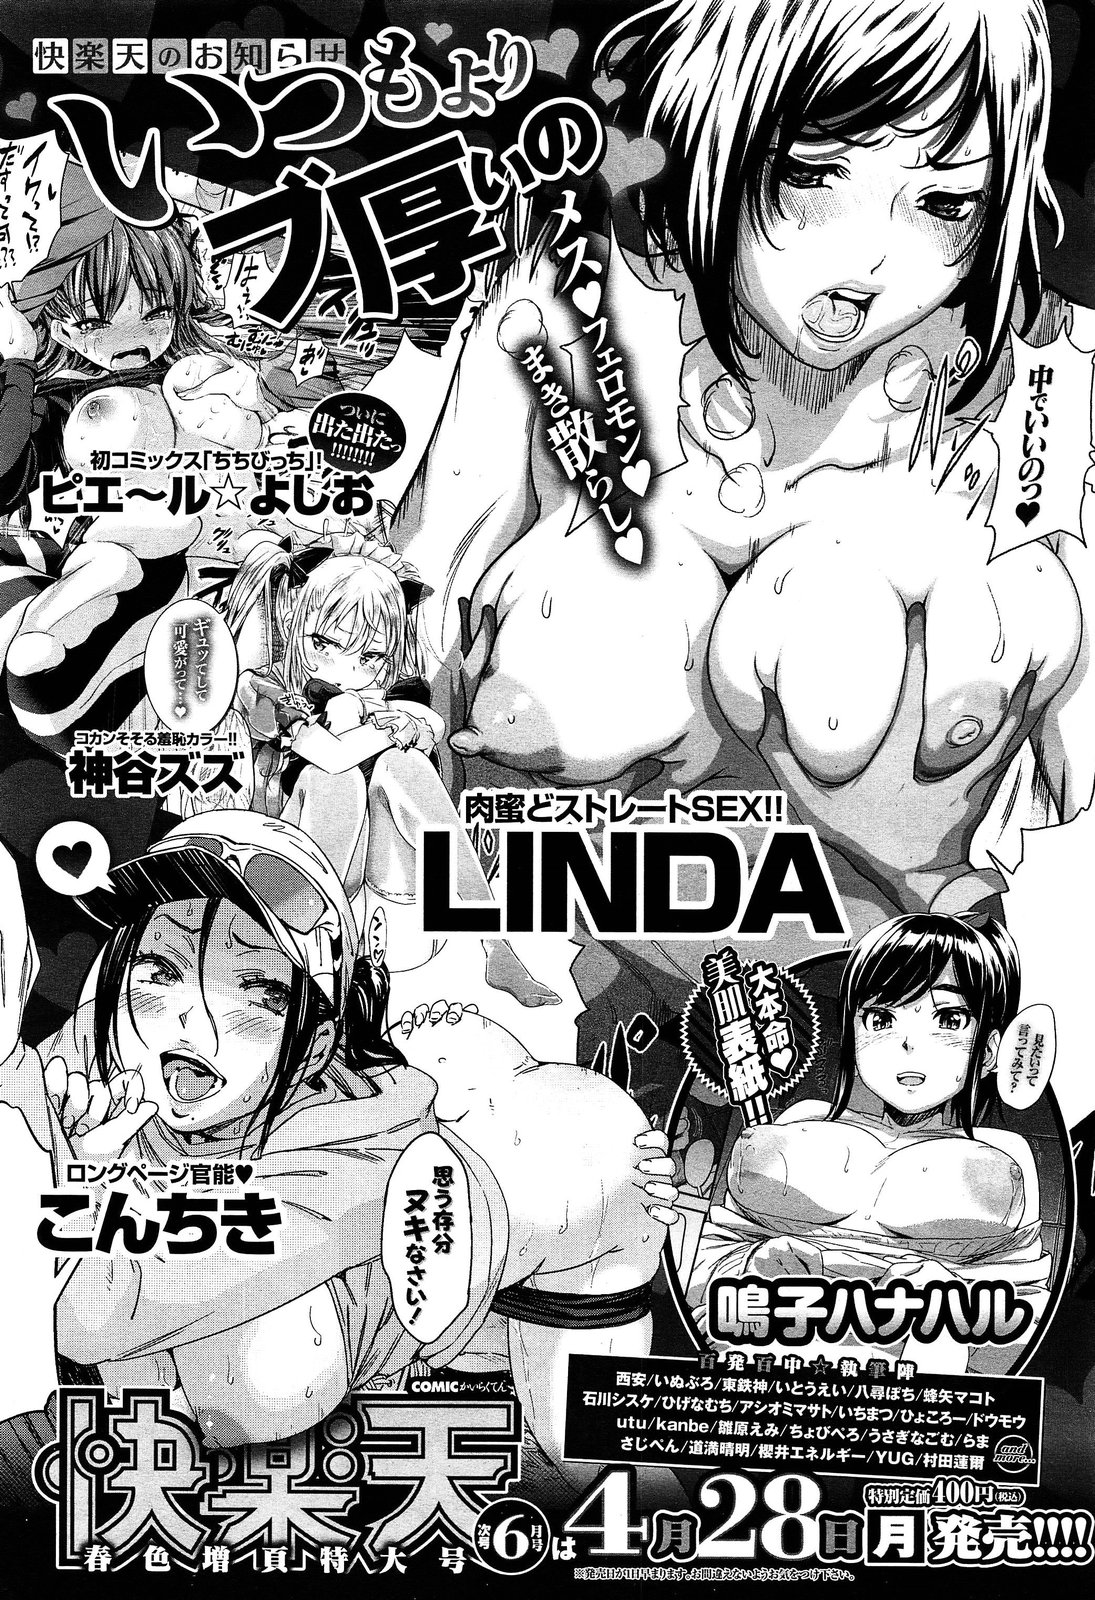 快楽天のお知らせ
いつもより
ブ厚いの
メス♥フェロモン♥
まき散らし♥
中でいいのっ♥
イクって!?
だすって何???
ついに
出た出たっ
!!!!!!!!
初コミックス「ちちびっち」!
ピエ〜ル☆よしお
ギュッてして
可愛がって…♥
コカンそそる羞恥カラー!!
神谷ズズ
肉蜜どストレートSEX!!
LINDA
大本命♥
美肌表紙!!!
見たいって
言ってみて?
鳴子ハナハル
ロングページ官能♥
こんちき
思う存分
ヌキなさい!
百発百中☆執筆陣
西安/いぬぶろ/東鉄神/いとうえい/八尋ぽち/蜂矢マコト
石川シスケ/ひげなむち/アシオミマサト/いちまつ/ひょころー/ドウモウ
utu/kanbe/雛原えみ/ちょびぺろ/うさぎなごむ/らま
さじぺん/道満晴明/櫻井エネルギー/YUG/村田蓮爾
and more...
COMICかいらくてん
快楽天
春色増頁特大号
次号6月号は
4月28日月発売!!!!
特別定価400円(税込)
※発売日が1日早まります。お間違えないようお気をつけ下さい。